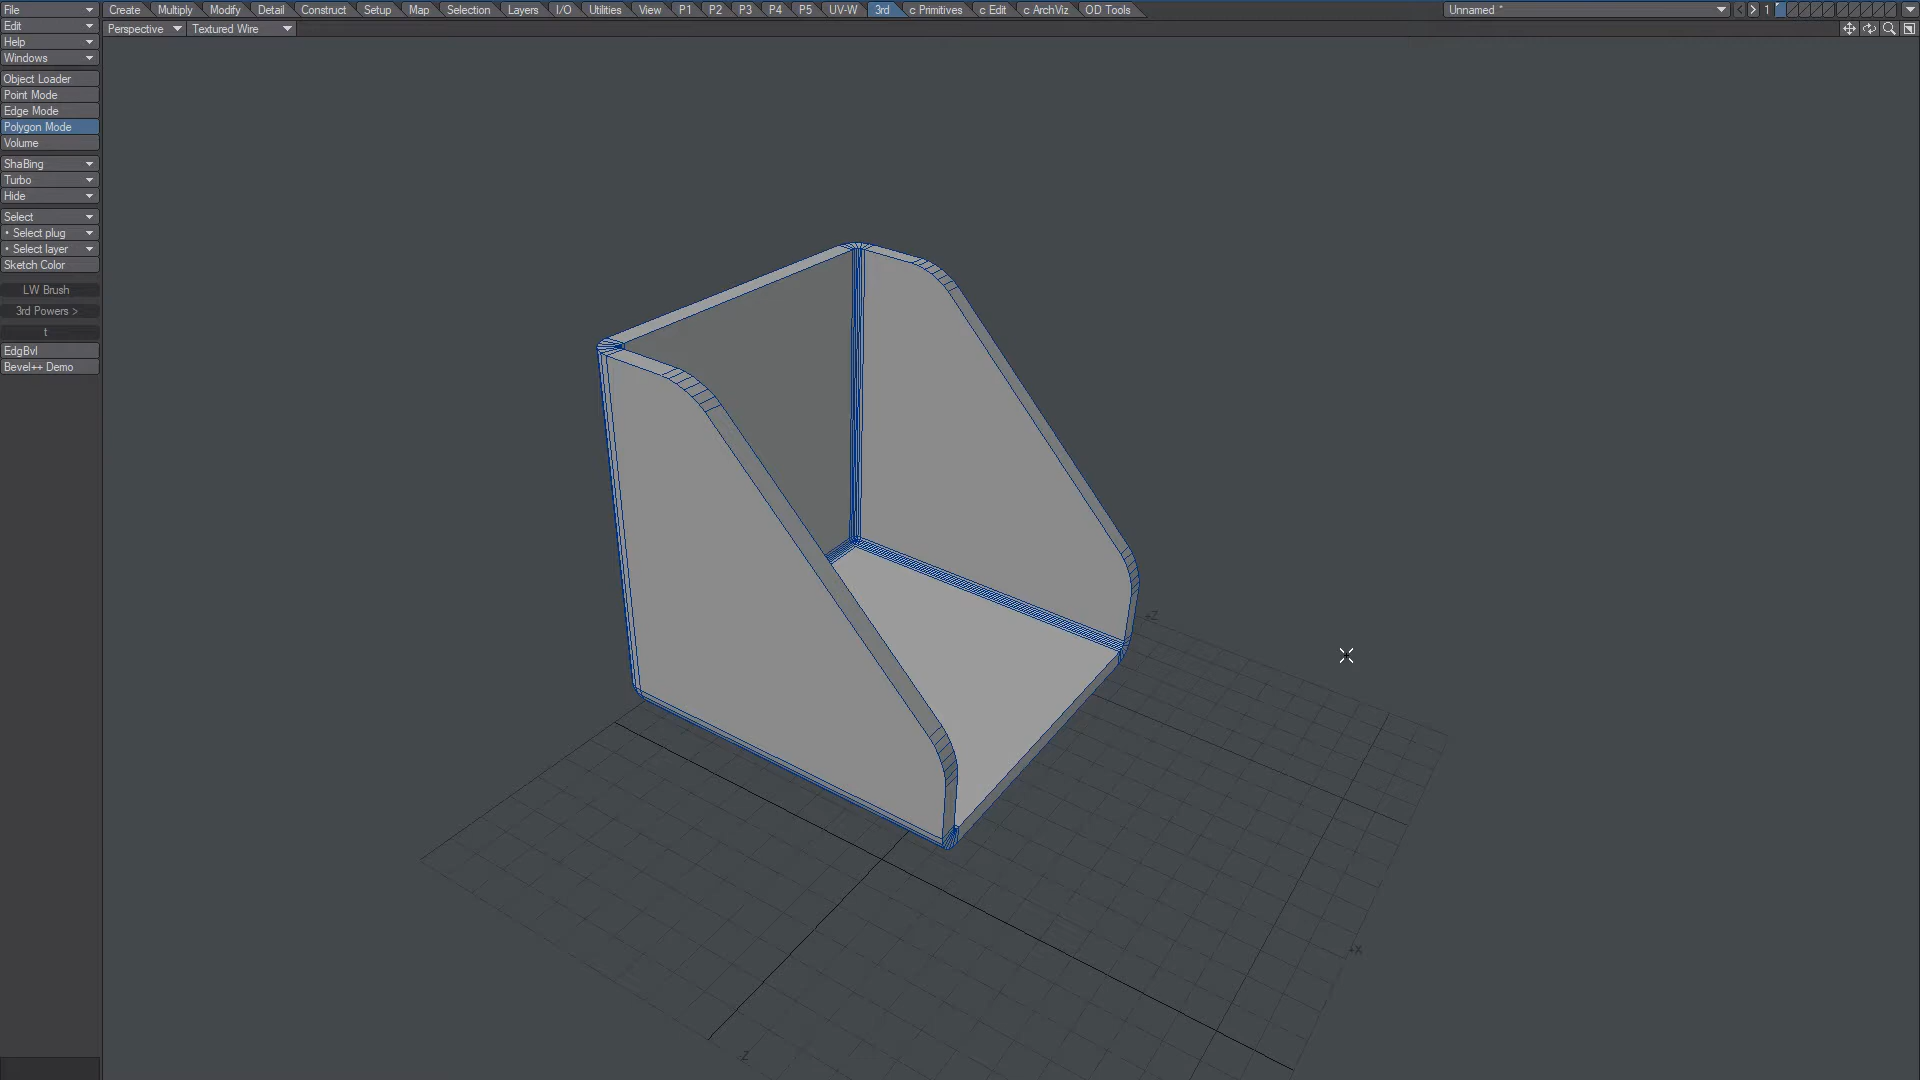 File Create Multiply Modify Detail Construct Setup Map Selection Layers I/O Utilities View P1 P2 P3 P4 P5 UV-W 3rd c Primitives c Edit c ArchViz OD Tools Unnamed * < > 1
Edit
Perspective Textured Wire
Help
Windows
Object Loader
Point Mode
Edge Mode
Polygon Mode
Volume
ShaBing
Turbo
Hide
Select
• Select plug
• Select layer
Sketch Color
LW Brush
3rd Powers >
t
EdgBvl
Bevel++ Demo
+Z
+X
-Z